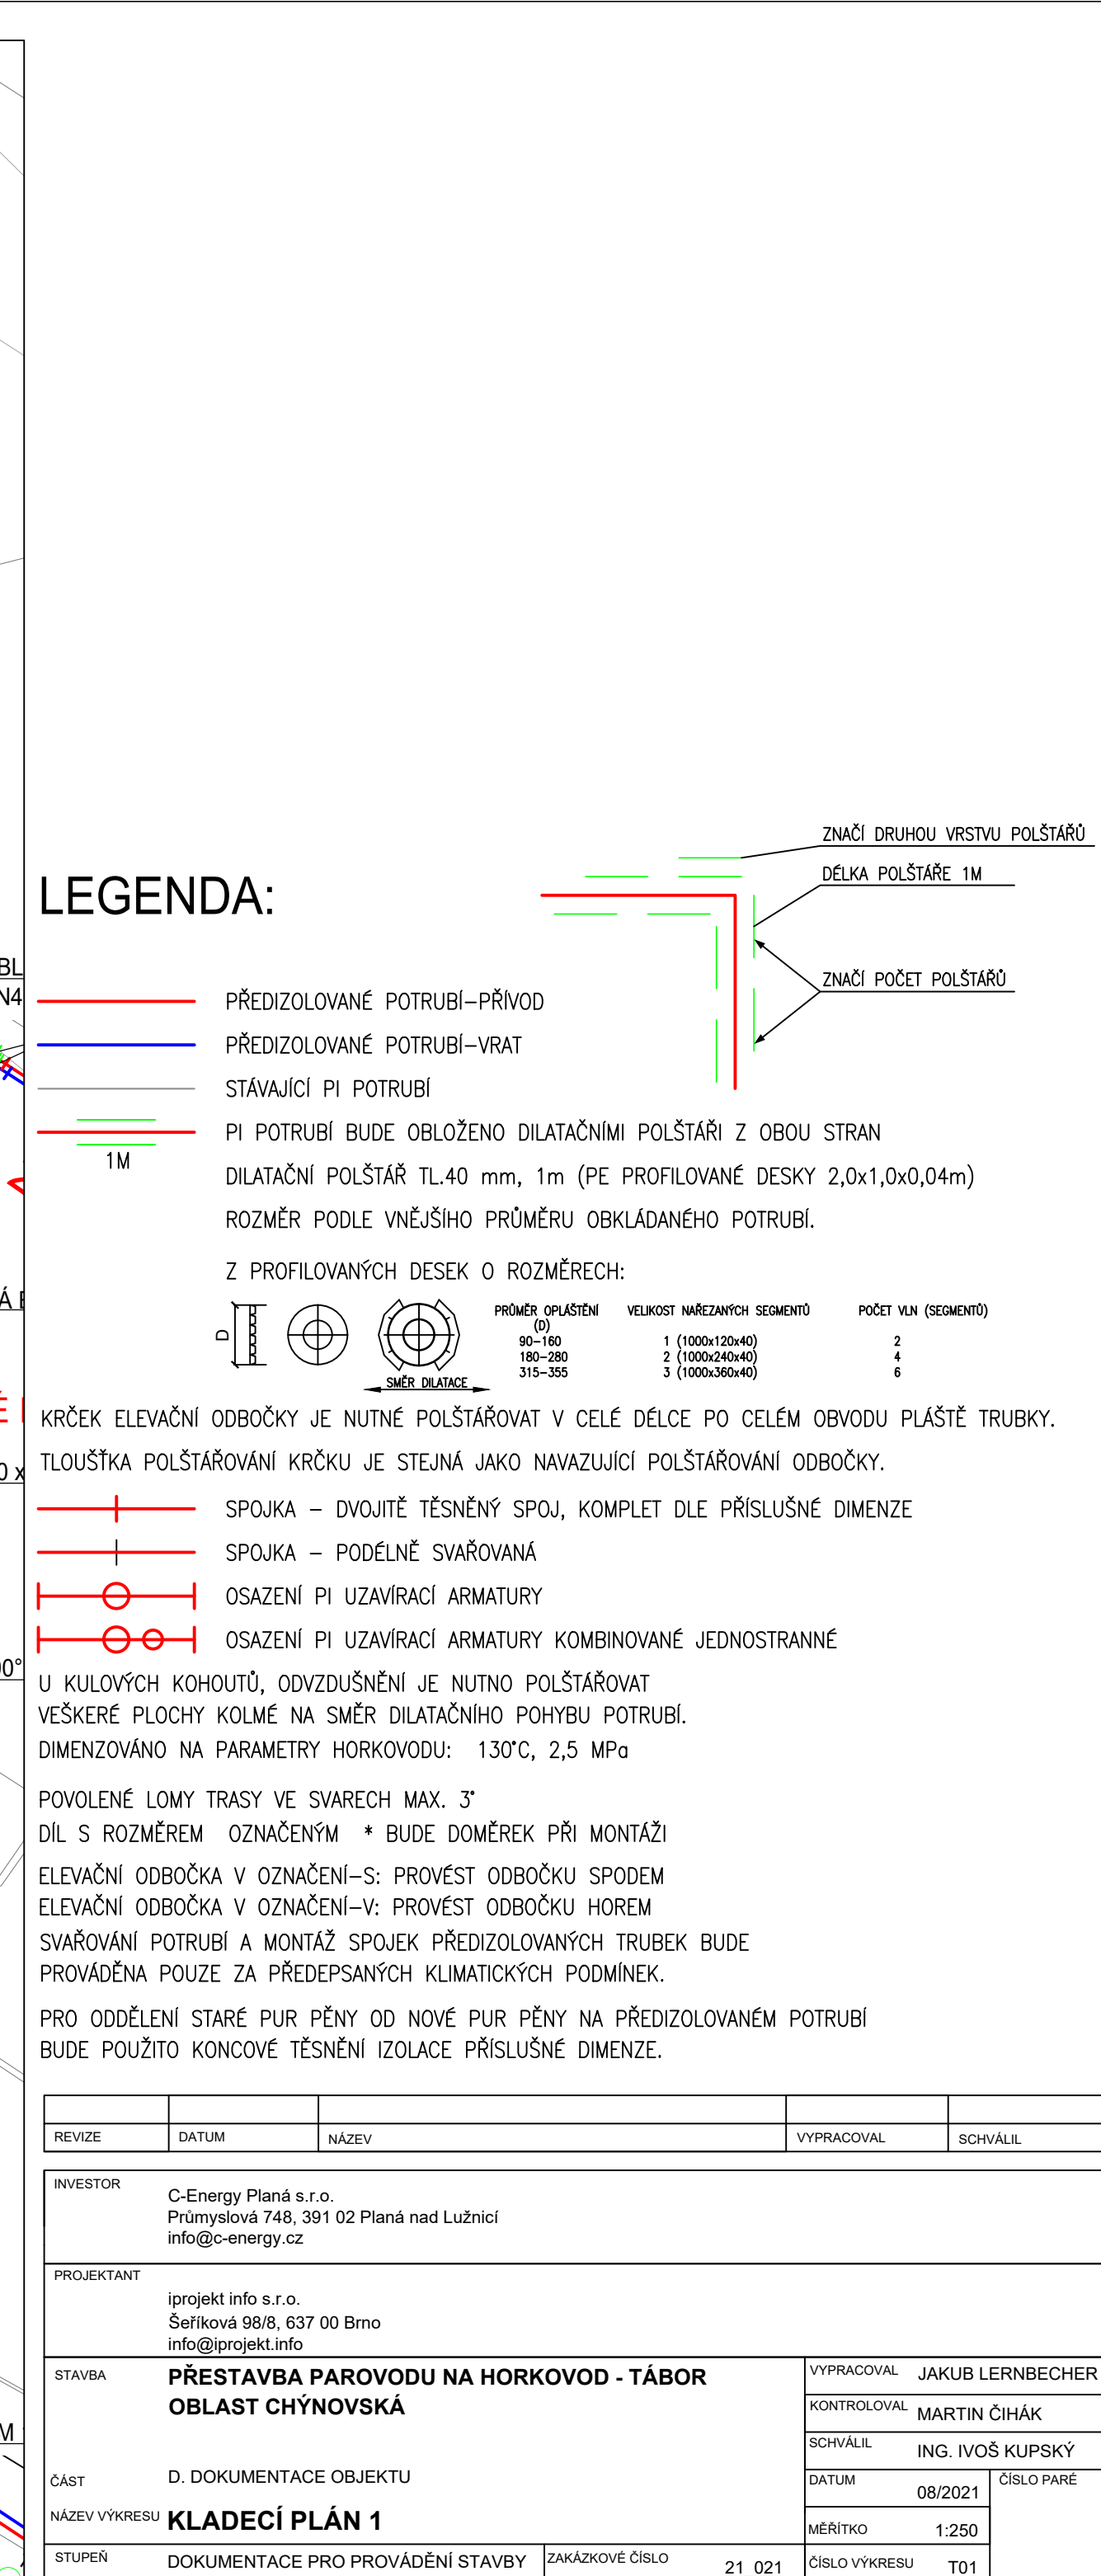 ZNAČÍ DRUHOU VRSTVU POLŠTÁŘŮ
DÉLKA POLŠTÁŘE 1M
ZNAČÍ POČET POLŠTÁŘŮ
LEGENDA:
BL
N4
PŘEDIZOLOVANÉ POTRUBÍ-PŘÍVOD
PŘEDIZOLOVANÉ POTRUBÍ-VRAT
STÁVAJÍCÍ PI POTRUBÍ
PI POTRUBÍ BUDE OBLOŽENO DILATAČNÍMI POLŠTÁŘI Z OBOU STRAN
1M
DILATAČNÍ POLŠTÁŘ TL.40 mm, 1m (PE PROFILOVANÉ DESKY 2,0x1,0x0,04m)
ROZMĚR PODLE VNĚJŠÍHO PRŮMĚRU OBKLÁDANÉHO POTRUBÍ.
Z PROFILOVANÝCH DESEK O ROZMĚRECH:
D
SMĚR DILATACE
PRŮMĚR OPLÁŠTĚNÍ (D) VELIKOST NAŘEZANÝCH SEGMENTŮ POČET VLN (SEGMENTŮ)
90-160 1 (1000x120x40) 2
180-280 2 (1000x240x40) 4
315-355 3 (1000x360x40) 6
KRČEK ELEVAČNÍ ODBOČKY JE NUTNÉ POLŠTÁŘOVAT V CELÉ DÉLCE PO CELÉM OBVODU PLÁŠTĚ TRUBKY.
TLOUŠŤKA POLŠTÁŘOVÁNÍ KRČKU JE STEJNÁ JAKO NAVAZUJÍCÍ POLŠTÁŘOVÁNÍ ODBOČKY.
0 x
SPOJKA – DVOJITĚ TĚSNĚNÝ SPOJ, KOMPLET DLE PŘÍSLUŠNÉ DIMENZE
SPOJKA – PODÉLNĚ SVAŘOVANÁ
OSAZENÍ PI UZAVÍRACÍ ARMATURY
OSAZENÍ PI UZAVÍRACÍ ARMATURY KOMBINOVANÉ JEDNOSTRANNÉ
U KULOVÝCH KOHOUTŮ, ODVZDUŠNĚNÍ JE NUTNO POLŠTÁŘOVAT
VEŠKERÉ PLOCHY KOLMÉ NA SMĚR DILATAČNÍHO POHYBU POTRUBÍ.
DIMENZOVÁNO NA PARAMETRY HORKOVODU: 130°C, 2,5 MPa
POVOLENÉ LOMY TRASY VE SVARECH MAX. 3°
DÍL S ROZMĚREM OZNAČENÝM * BUDE DOMĚREK PŘI MONTÁŽI
ELEVAČNÍ ODBOČKA V OZNAČENÍ-S: PROVÉST ODBOČKU SPODEM
ELEVAČNÍ ODBOČKA V OZNAČENÍ-V: PROVÉST ODBOČKU HOREM
SVAŘOVÁNÍ POTRUBÍ A MONTÁŽ SPOJEK PŘEDIZOLOVANÝCH TRUBEK BUDE
PROVÁDĚNA POUZE ZA PŘEDEPSANÝCH KLIMATICKÝCH PODMÍNEK.
PRO ODDĚLENÍ STARÉ PUR PĚNY OD NOVÉ PUR PĚNY NA PŘEDIZOLOVANÉM POTRUBÍ
BUDE POUŽITO KONCOVÉ TĚSNĚNÍ IZOLACE PŘÍSLUŠNÉ DIMENZE.
REVIZE DATUM NÁZEV VYPRACOVAL SCHVÁLIL
INVESTOR
C-Energy Planá s.r.o.
Průmyslová 748, 391 02 Planá nad Lužnicí
info@c-energy.cz
PROJEKTANT
iprojekt info s.r.o.
Šeříková 98/8, 637 00 Brno
info@iprojekt.info
STAVBA PŘESTAVBA PAROVODU NA HORKOVOD - TÁBOR
OBLAST CHÝNOVSKÁ
VYPRACOVAL JAKUB LERNBECHER
KONTROLOVAL MARTIN ČIHÁK
SCHVÁLIL ING. IVOŠ KUPSKÝ
ČÁST D. DOKUMENTACE OBJEKTU
DATUM 08/2021
ČÍSLO PARÉ
NÁZEV VÝKRESU KLADECÍ PLÁN 1
MĚŘÍTKO 1:250
STUPEŇ DOKUMENTACE PRO PROVÁDĚNÍ STAVBY
ZAKÁZKOVÉ ČÍSLO 21 021
ČÍSLO VÝKRESU T01